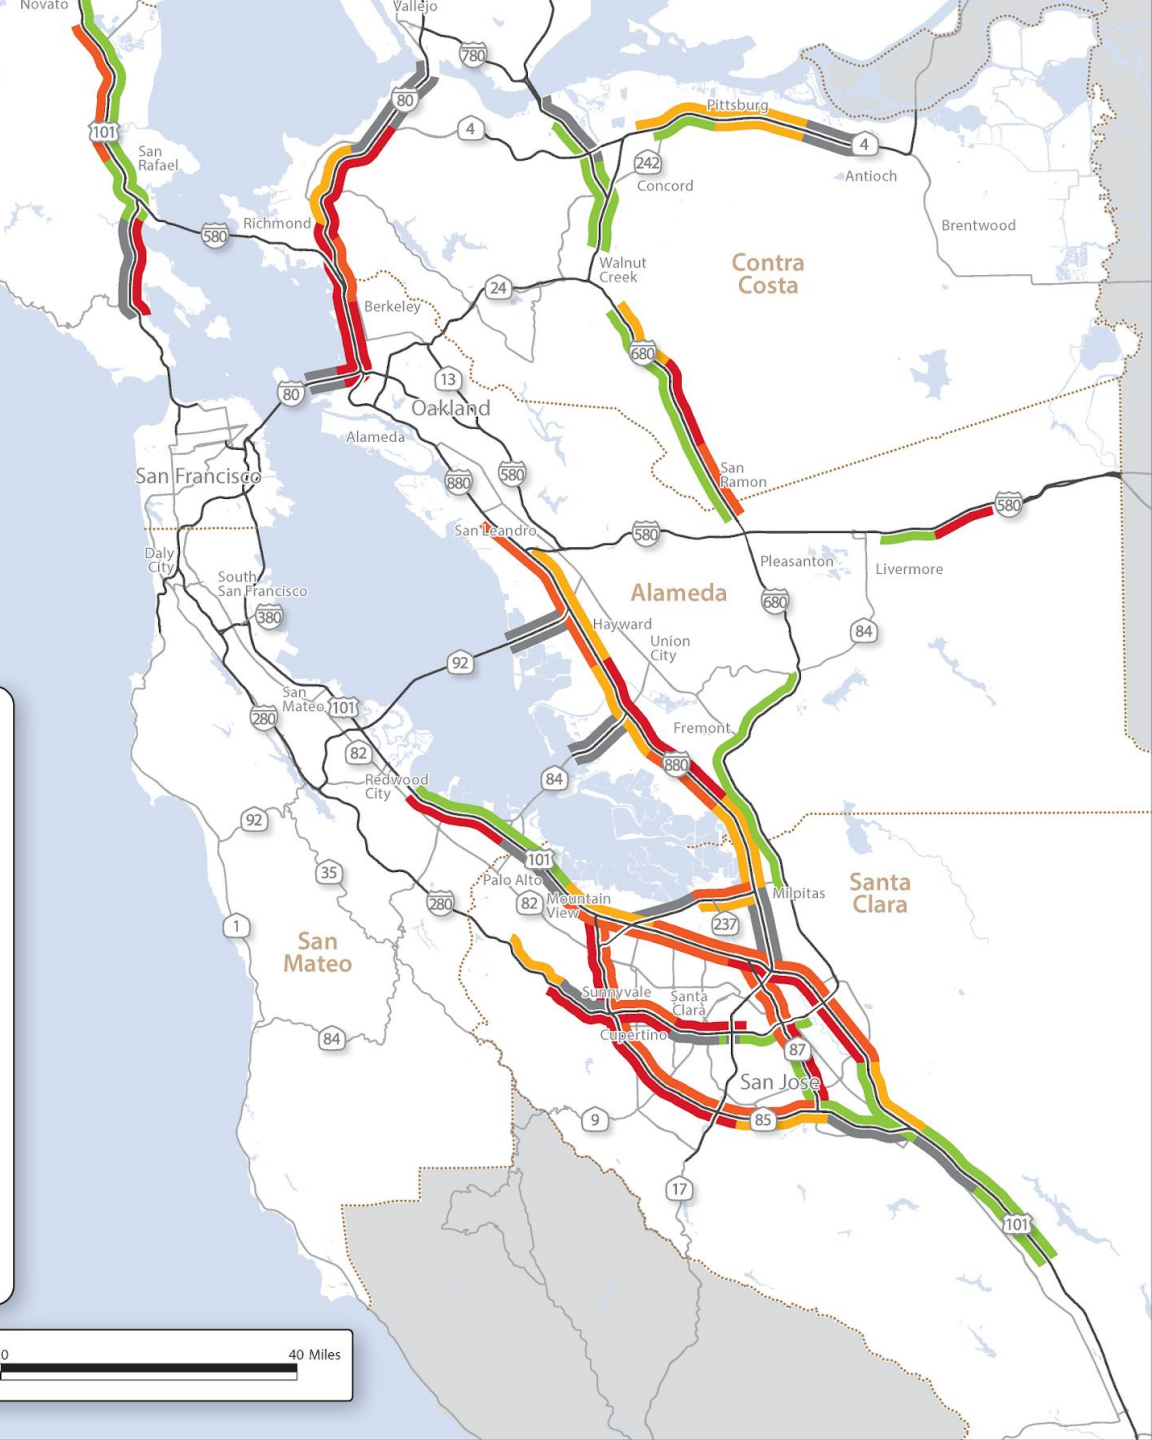 Novato
Vallejo
780
80
101
4
Pittsburg
4
San
Rafael
242
Concord
Antioch
Richmond
580
Brentwood
Walnut
Creek
Contra
Costa
24
Berkeley
680
80
13
Oakland
Alameda
San Francisco
880
580
San
Ramon
San Leandro
580
580
Daly
City
Pleasanton
Livermore
South
San Francisco
Alameda
680
380
Hayward
Union
City
84
92
San
Mateo
101
280
Fremont
82
880
84
Redwood
City
92
101
35
Palo Alto
82
Mountain
View
Milpitas
Santa
Clara
280
237
1
San
Mateo
Sunnyvale
Santa
Clara
Cupertino
84
87
San Jose
9
85
17
101
0
40 Miles